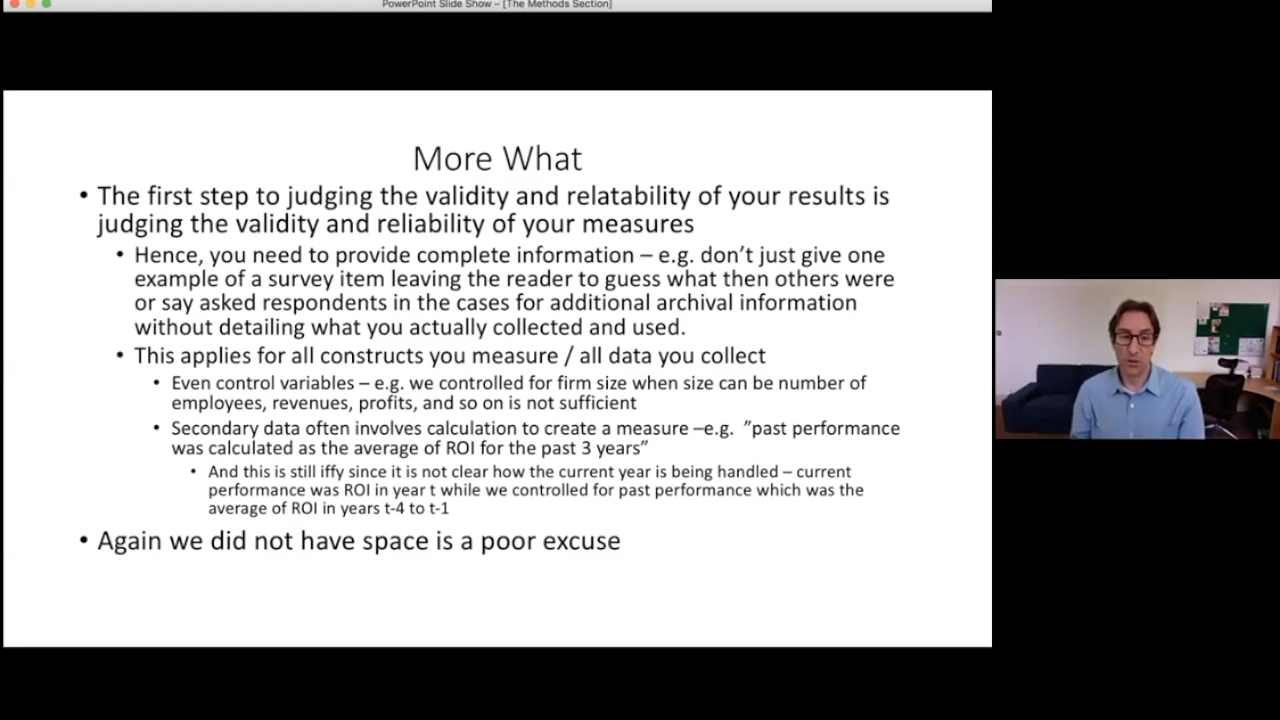 PowerPoint Slide Show – [The Methods Section]
More What
• The first step to judging the validity and relatability of your results is
judging the validity and reliability of your measures
• Hence, you need to provide complete information – e.g. don’t just give one
example of a survey item leaving the reader to guess what then others were
or say asked respondents in the cases for additional archival information
without detailing what you actually collected and used.
• This applies for all constructs you measure / all data you collect
• Even control variables – e.g. we controlled for firm size when size can be number of
employees, revenues, profits, and so on is not sufficient
• Secondary data often involves calculation to create a measure –e.g. ”past performance
was calculated as the average of ROI for the past 3 years”
• And this is still iffy since it is not clear how the current year is being handled – current
performance was ROI in year t while we controlled for past performance which was the
average of ROI in years t-4 to t-1
• Again we did not have space is a poor excuse